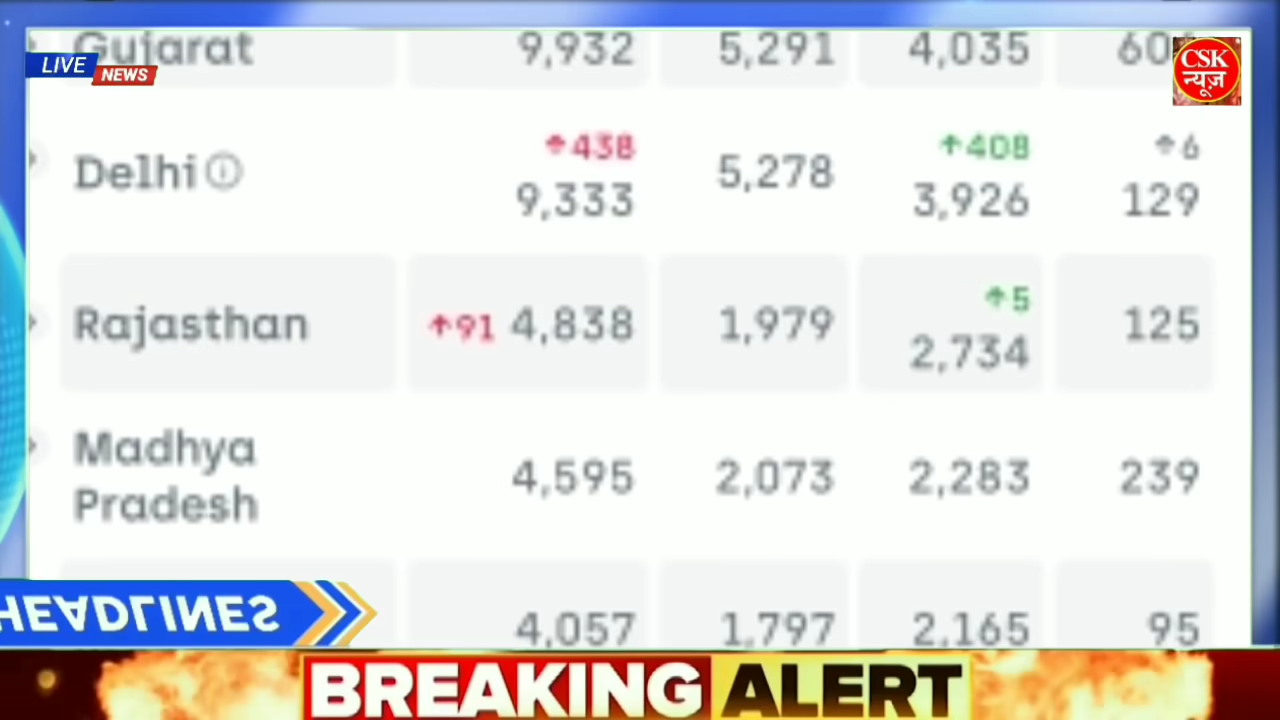 Gujarat 9,932 5,291 4,035
LIVE
NEWS
CSK
न्यूज़
↑438 ↑408 ↑6
Delhi 9,333 5,278 3,926 129
↑5
Rajasthan ↑91 4,838 1,979 2,734 125
Madhya
Pradesh 4,595 2,073 2,283 239
4,057 1,797 2,165 95
HEADLINES
BREAKING ALERT